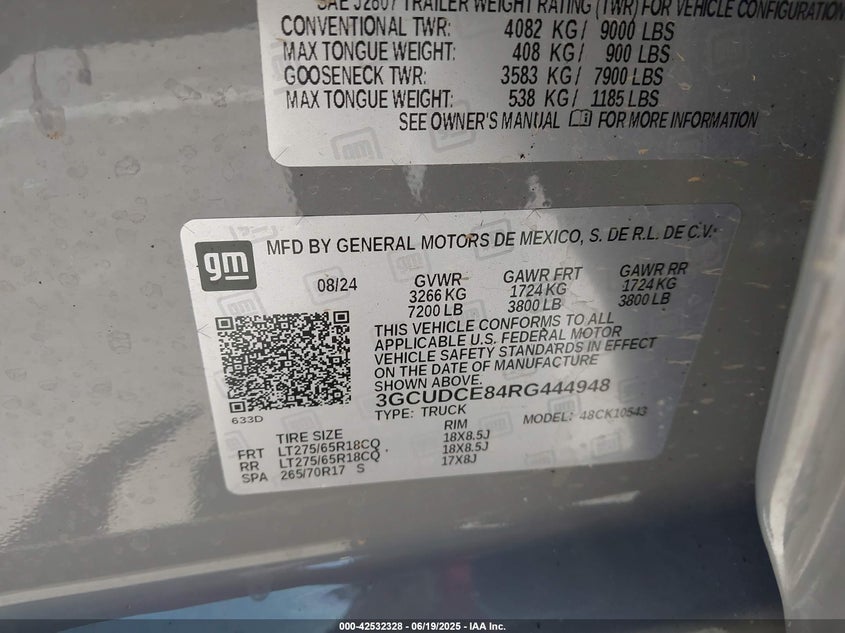 SAE J2807 TRAILER WEIGHT RATING (TWR) FOR VEHICLE CONFIGURATION
CONVENTIONAL TWR: 4082 KG / 9000 LBS
MAX TONGUE WEIGHT: 408 KG / 900 LBS
GOOSENECK TWR: 3583 KG / 7900 LBS
MAX TONGUE WEIGHT: 538 KG / 1185 LBS
SEE OWNER'S MANUAL FOR MORE INFORMATION
gm
MFD BY GENERAL MOTORS DE MEXICO, S. DE R.L. DE C.V.
08/24 GVWR GAWR FRT GAWR RR
3266 KG 1724 KG 1724 KG
7200 LB 3800 LB 3800 LB
THIS VEHICLE CONFORMS TO ALL
APPLICABLE U.S. FEDERAL MOTOR
VEHICLE SAFETY STANDARDS IN EFFECT
ON THE DATE OF MANUFACTURE
SHOWN ABOVE.
3GCUDCE84RG444948
633D TYPE: TRUCK MODEL: 48CK10543
TIRE SIZE RIM
FRT LT275/65R18CQ 18X8.5J
RR LT275/65R18CQ 18X8.5J
SPA 265/70R17 S 17X8J
000-42532328 - 06/19/2025 - IAA Inc.